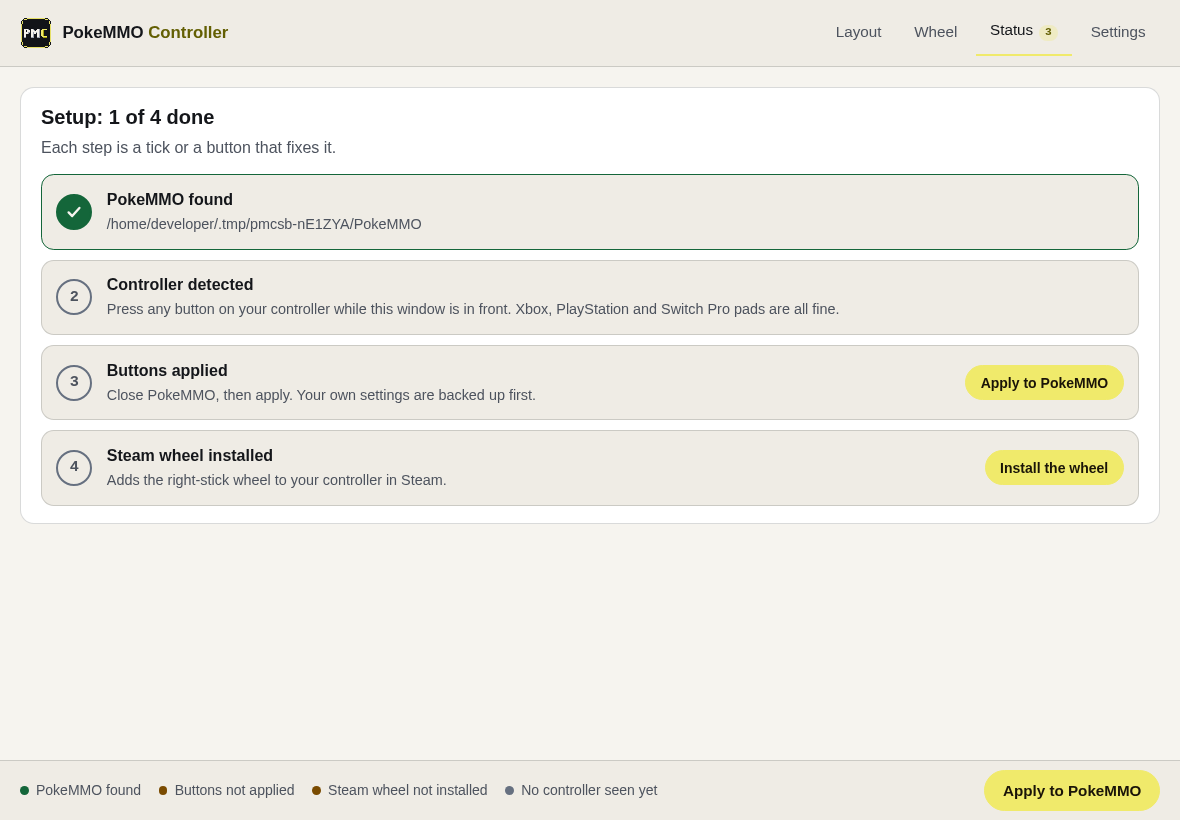 PMC PokeMMO Controller
Layout Wheel Status 3 Settings
Setup: 1 of 4 done
Each step is a tick or a button that fixes it.
PokeMMO found
/home/developer/.tmp/pmcsb-nE1ZYA/PokeMMO
2
Controller detected
Press any button on your controller while this window is in front. Xbox, PlayStation and Switch Pro pads are all fine.
3
Buttons applied
Close PokeMMO, then apply. Your own settings are backed up first.
Apply to PokeMMO
4
Steam wheel installed
Adds the right-stick wheel to your controller in Steam.
Install the wheel
PokeMMO found Buttons not applied Steam wheel not installed No controller seen yet
Apply to PokeMMO